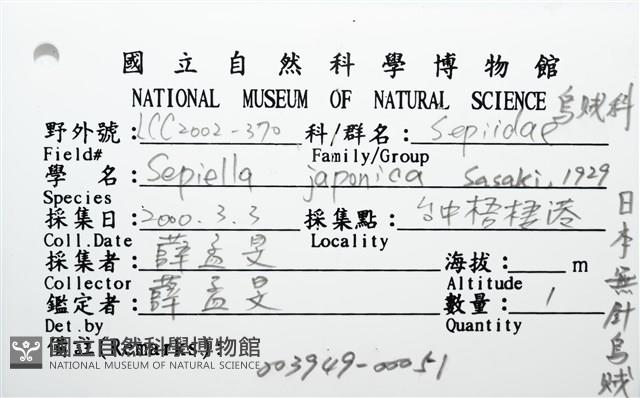 國立自然科學博物館
NATIONAL MUSEUM OF NATURAL SCIENCE 烏賊科
野外號:LCC2002-370 科/群名:Sepiidae
Field# Family/Group
學 名:Sepiella japonica Sasaki, 1929
Species
採集日:2000.3.3 採集點:台中梧棲港
Coll.Date Locality
採集者:薛孟旻 海拔: m
Collector Altitude
鑑定者:薛孟旻 數量:1
Det.by Quantity
(Remarks)
國立自然科學博物館
NATIONAL MUSEUM OF NATURAL SCIENCE
003949-00051
日本無針烏賊